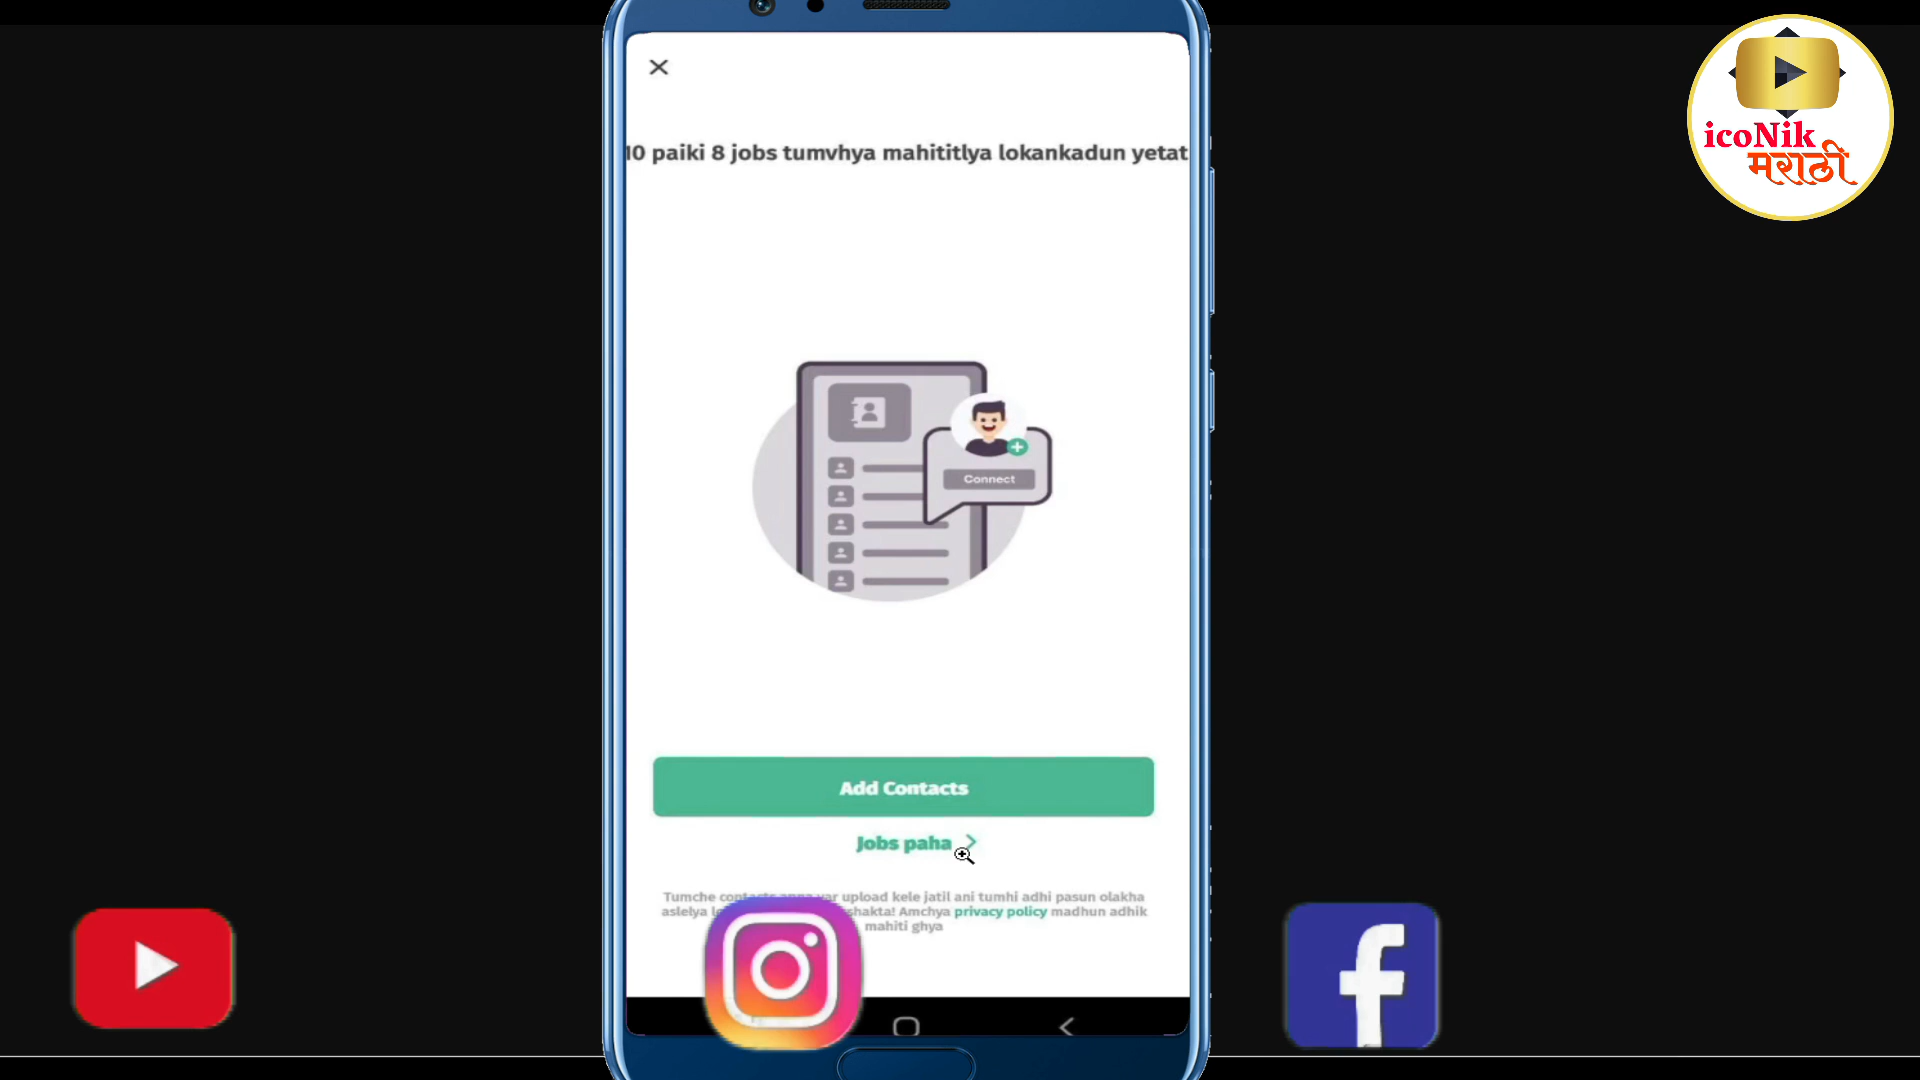 icoNik
मराठी
10 paiki 8 jobs tumvhya mahititlya lokankadun yetat
Connect
Add Contacts
Jobs paha
Tumche contacts appa var upload kele jatil ani tumhi adhi pasun olakha
aslelya shakta! Amchya privacy policy madhun adhik
mahiti ghya